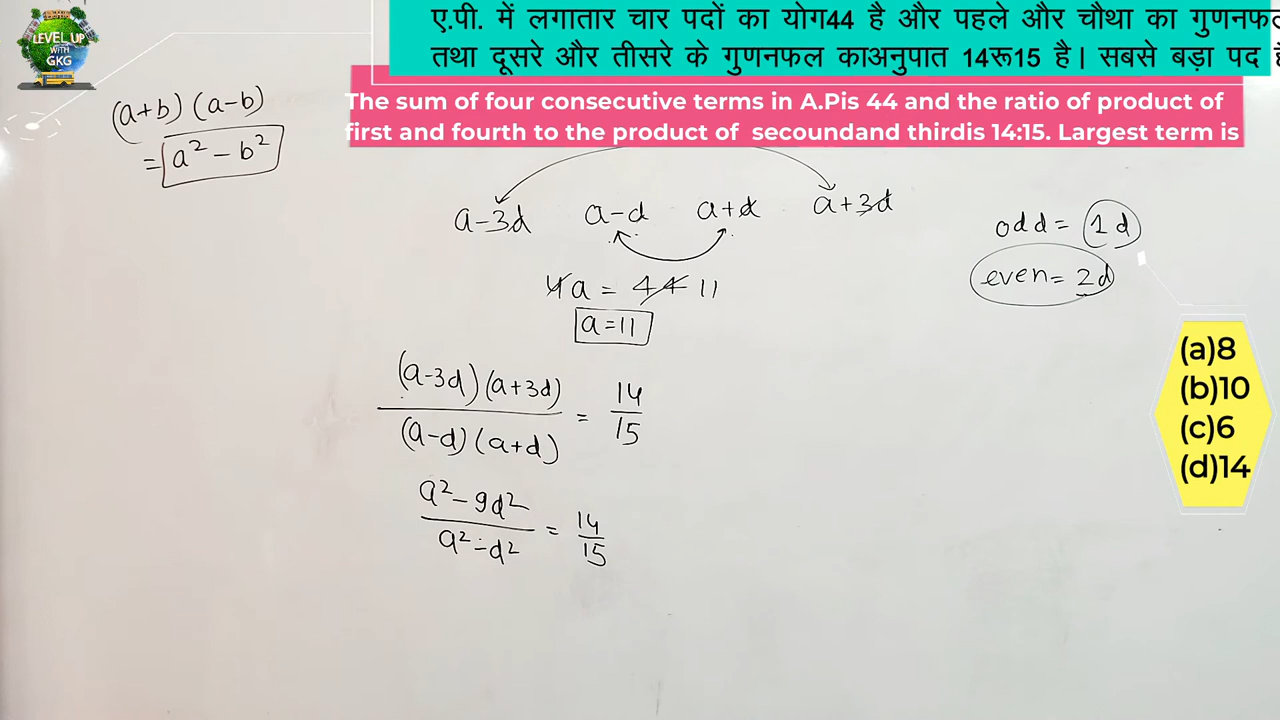 LEVEL UP
WITH
GKG
ए.पी. में लगातार चार पदों का योग44 है और पहले और चौथा का
तथा दूसरे और तीसरे के गुणनफल काअनुपात 14रू15 है। सबसे बड़ा पद
The sum of four consecutive terms in A.Pis 44 and the ratio of product of
first and fourth to the product of secoundand thirdis 14:15. Largest term is
(a+b) (a-b)
= a² - b²
a-3d a-d a+d a+3d
odd = 1d
even = 2d
4a = 44 11
a=11
(a-3d)(a+3d) / (a-d)(a+d) = 14/15
a²-9d² / a²-d² = 14/15
(a)8
(b)10
(c)6
(d)14